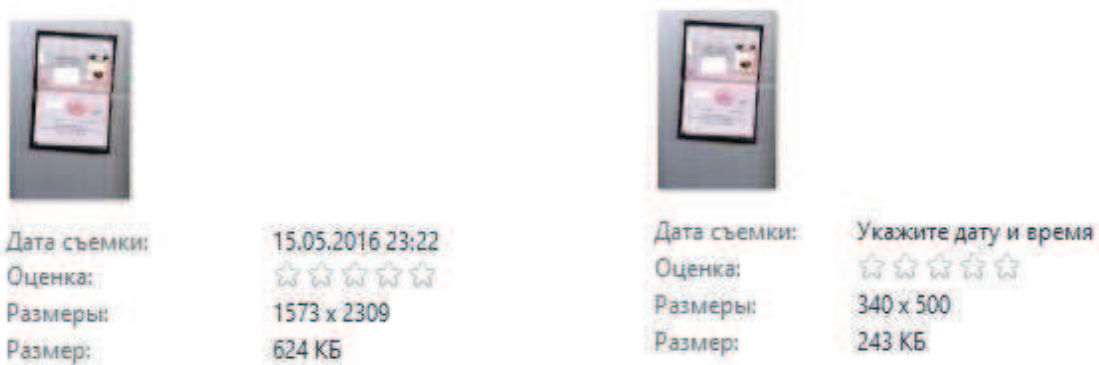 Дата съемки: 15.05.2016 23:22
Оценка:
Размеры: 1573 x 2309
Размер: 624 КБ
Дата съемки: Укажите дату и время
Оценка:
Размеры: 340 x 500
Размер: 243 КБ